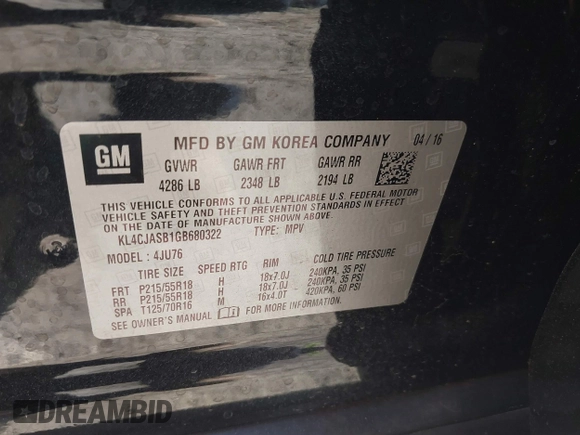 GM
MFD BY GM KOREA COMPANY 04 / 16
GVWR GAWR FRT GAWR RR
4286 LB 2348 LB 2194 LB
THIS VEHICLE CONFORMS TO ALL APPLICABLE U.S. FEDERAL MOTOR
VEHICLE SAFETY AND THEFT PREVENTION STANDARDS IN EFFECT
ON THE DATE OF MANUFACTURE SHOWN ABOVE.
KL4CJASB1GB680322 TYPE: MPV
MODEL : 4JU76
TIRE SIZE SPEED RTG RIM COLD TIRE PRESSURE
FRT P215/55R18 H 18x7.0J 240KPA, 35 PSI
RR P215/55R18 H 18x7.0J 240KPA, 35 PSI
SPA T125/70R16 M 16x4.0T 420KPA, 60 PSI
SEE OWNER'S MANUAL FOR MORE INFORMATION.
DREAMBID